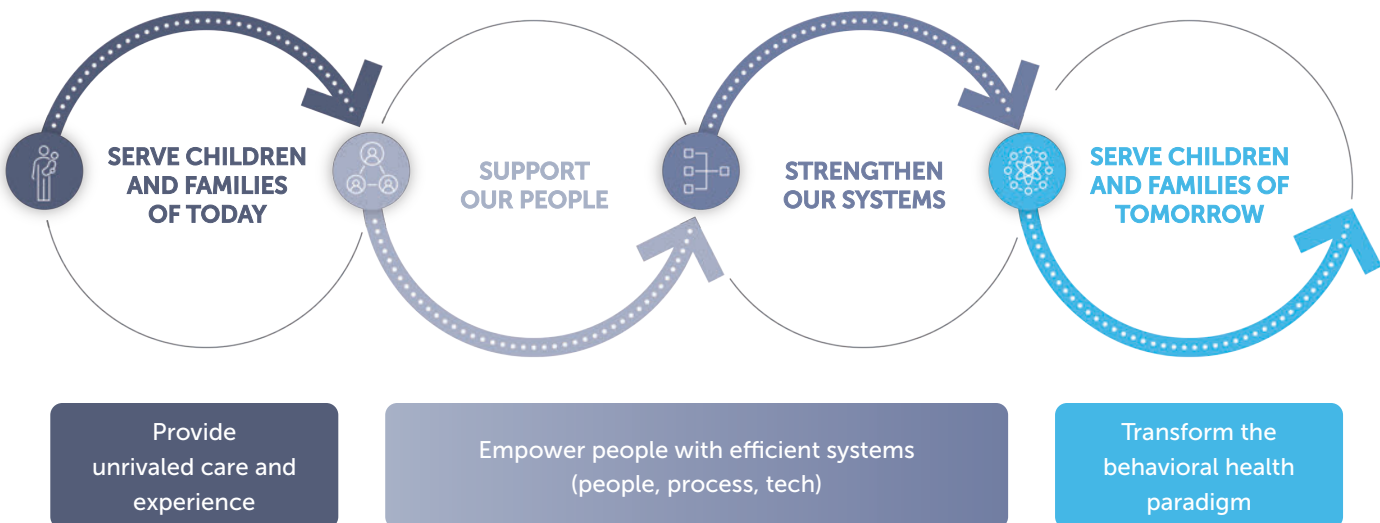 SERVE CHILDREN
AND FAMILIES
OF TODAY
SUPPORT
OUR PEOPLE
STRENGTHEN
OUR SYSTEMS
SERVE CHILDREN
AND FAMILIES OF
TOMORROW
Provide
unrivaled care and
experience
Empower people with efficient systems
(people, process, tech)
Transform the
behavioral health
paradigm